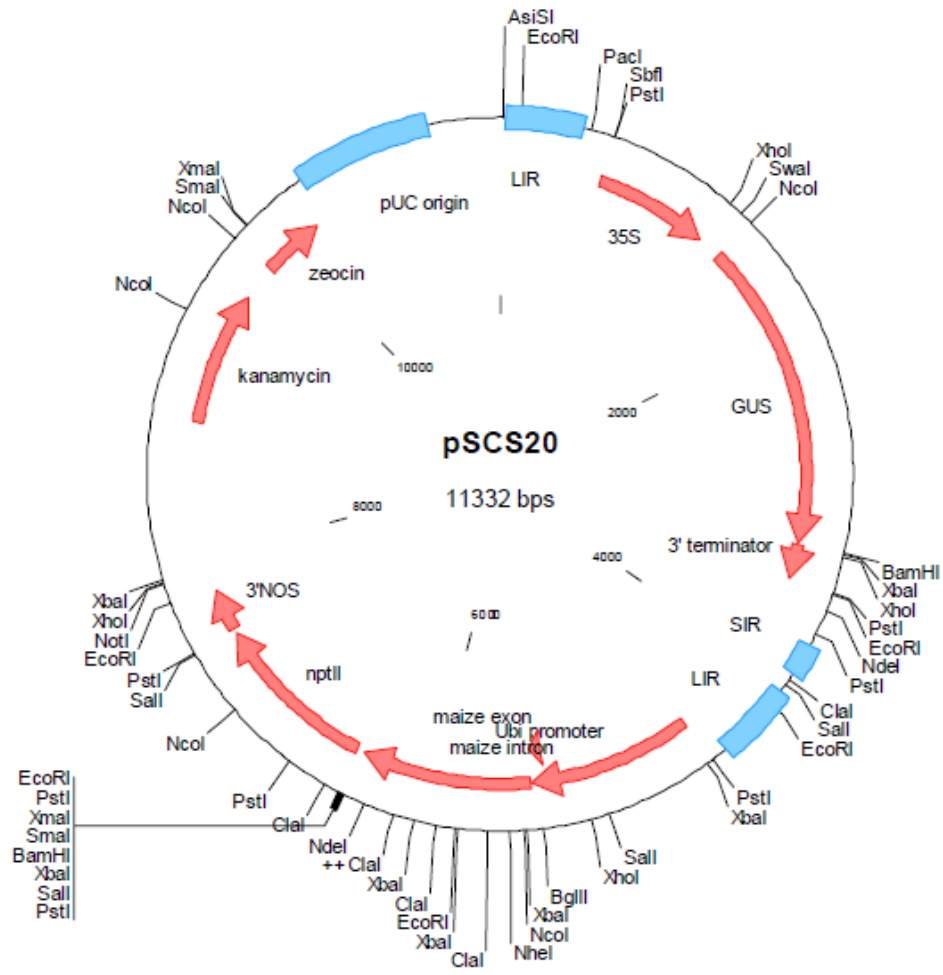 AsiSI
EcoRI
PacI
SbfI
PstI
XhoI
SwaI
NcoI
LIR
35S
GUS
3' terminator
BamHI
XbaI
XhoI
PstI
EcoRI
NdeI
PstI
SIR
LIR
ClaI
SalI
EcoRI
PstI
XbaI
SalI
XhoI
BglII
XbaI
NcoI
NheI
ClaI
XbaI
EcoRI
ClaI
XbaI
++ ClaI
NdeI
ClaI
PstI
EcoRI
PstI
XmaI
SmaI
BamHI
XbaI
SalI
PstI
NcoI
SalI
PstI
EcoRI
NotI
XhoI
XbaI
NcoI
NcoI
SmaI
XmaI
pUC origin
zeocin
kanamycin
3'NOS
nptII
maize exon
Ubi promoter
maize intron
10000
2000
4000
6000
8000
pSCS20
11332 bps